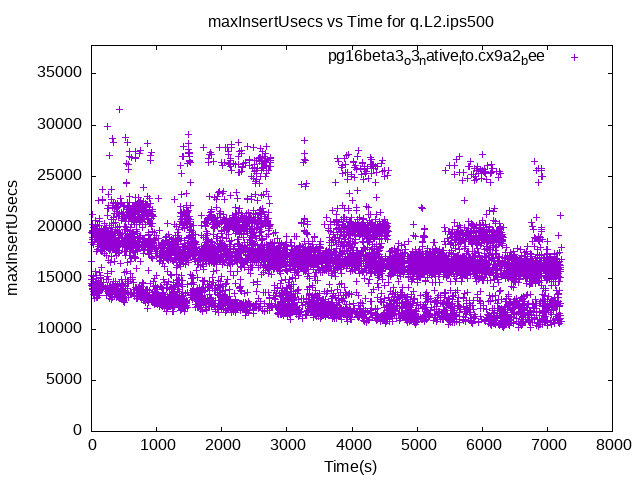 maxInsertUsecs vs Time for q.L2.ips500
pg16beta3ₒ3ₙativeₗto.cx9a2_bee
35000
30000
25000
20000
15000
10000
5000
0
maxInsertUsecs
0 1000 2000 3000 4000 5000 6000 7000 8000
Time(s)